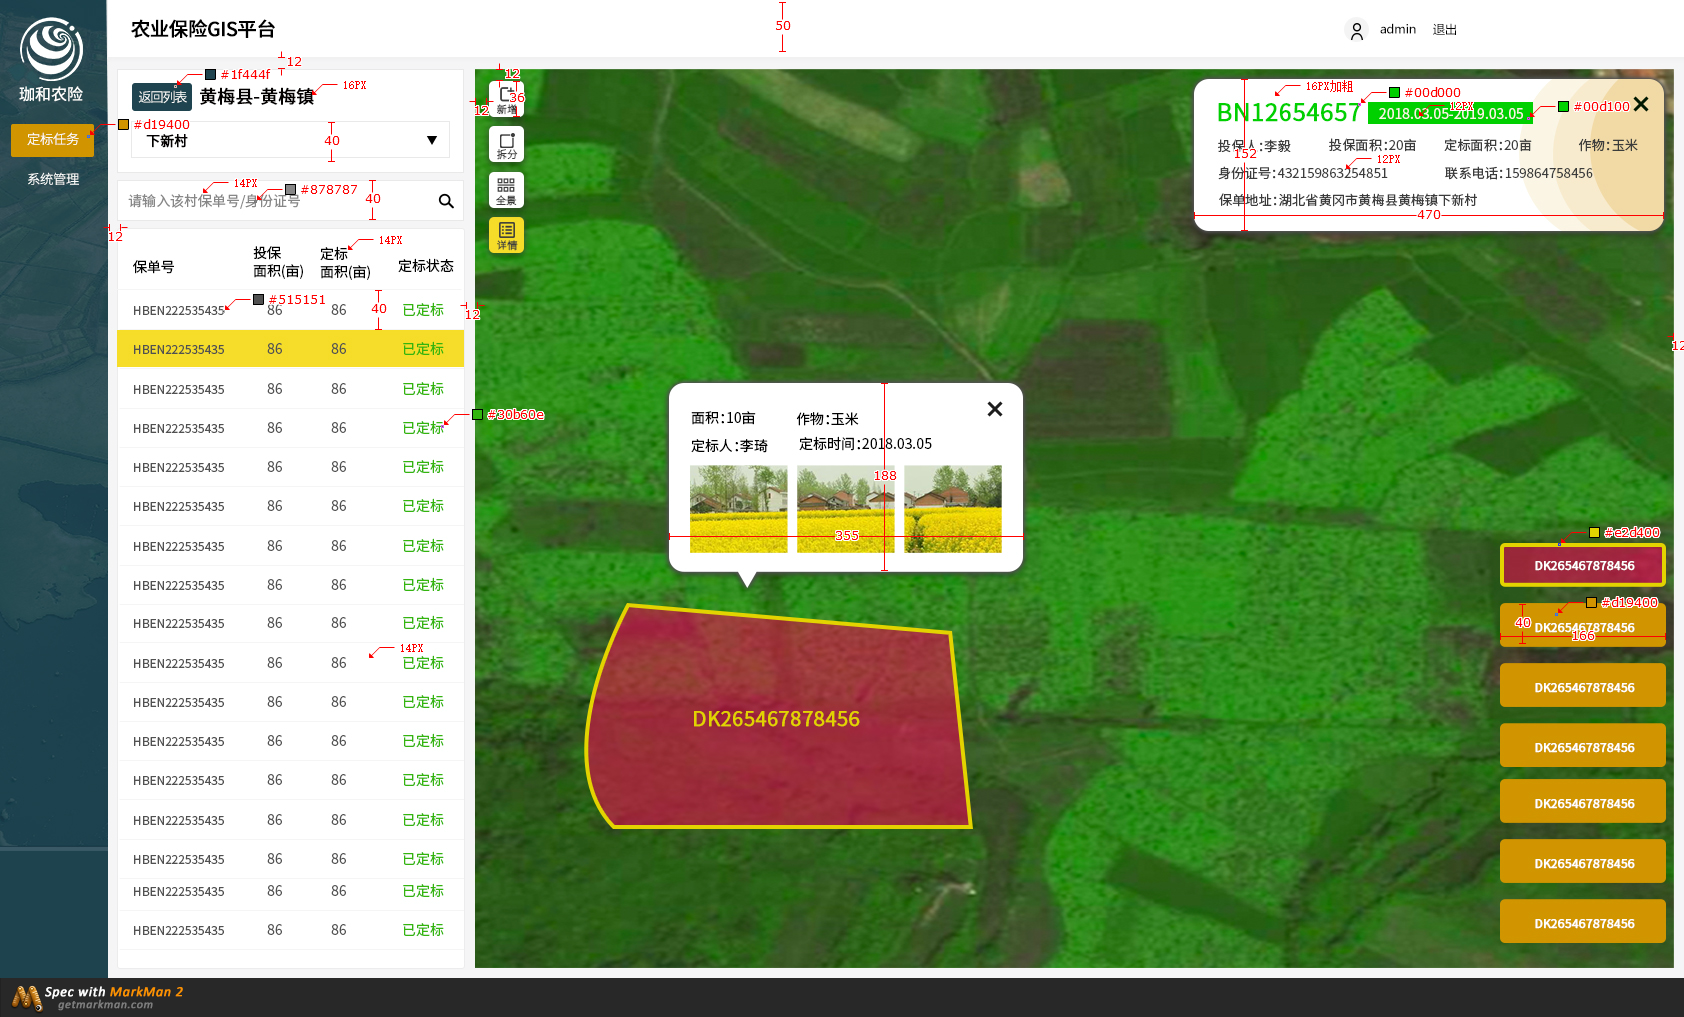 农业保险GIS平台
50
admin
退出
珈和农险
定标任务
系统管理
#d19400
12
#1f444f
16PX
返回列表
黄梅县-黄梅镇
下新村
40
14PX
#878787
请输入该村保单号/身份证号
40
12
14PX
保单号
投保
面积(亩)
定标
面积(亩)
定标状态
#515151
40
12
HBEN222535435 86 86 已定标
HBEN222535435 86 86 已定标
HBEN222535435 86 86 已定标
HBEN222535435 86 86 已定标
#30b60e
HBEN222535435 86 86 已定标
HBEN222535435 86 86 已定标
HBEN222535435 86 86 已定标
HBEN222535435 86 86 已定标
HBEN222535435 86 86 已定标
14PX
HBEN222535435 86 86 已定标
HBEN222535435 86 86 已定标
HBEN222535435 86 86 已定标
HBEN222535435 86 86 已定标
HBEN222535435 86 86 已定标
HBEN222535435 86 86 已定标
HBEN222535435 86 86 已定标
HBEN222535435 86 86 已定标
12
12
36
新增
拆分
全景
详情
16PX加粗
#00d000
12PX
#00d100
BN12654657
2018.03.05-2019.03.05
投保人:李毅
投保面积:20亩
定标面积:20亩
作物:玉米
152
12PX
身份证号:432159863254851
联系电话:159864758456
保单地址:湖北省黄冈市黄梅县黄梅镇下新村
470
12
面积:10亩
作物:玉米
定标人:李琦
定标时间:2018.03.05
188
355
DK265467878456
#e2d400
DK265467878456
#d19400
40
DK265467878456
166
DK265467878456
DK265467878456
DK265467878456
DK265467878456
DK265467878456
Spec with MarkMan 2
getmarkman.com